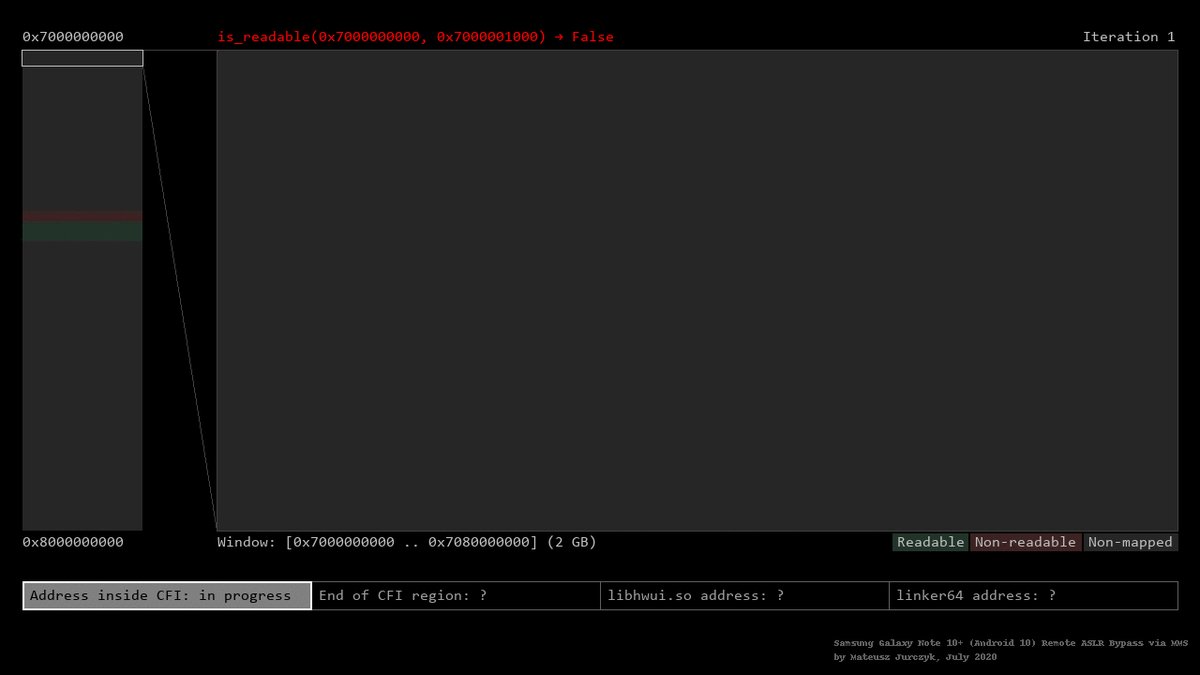 0x7000000000 is_readable(0x7000000000, 0x7000001000) → False Iteration 1
0x8000000000 Window: [0x7000000000 .. 0x7080000000] (2 GB) Readable Non-readable Non-mapped
Address inside CFI: in progress End of CFI region: ? libhwui.so address: ? linker64 address: ?
Samsung Galaxy Note 10+ (Android 10) Remote ASLR Bypass via MMS
by Mateusz Jurczyk, July 2020